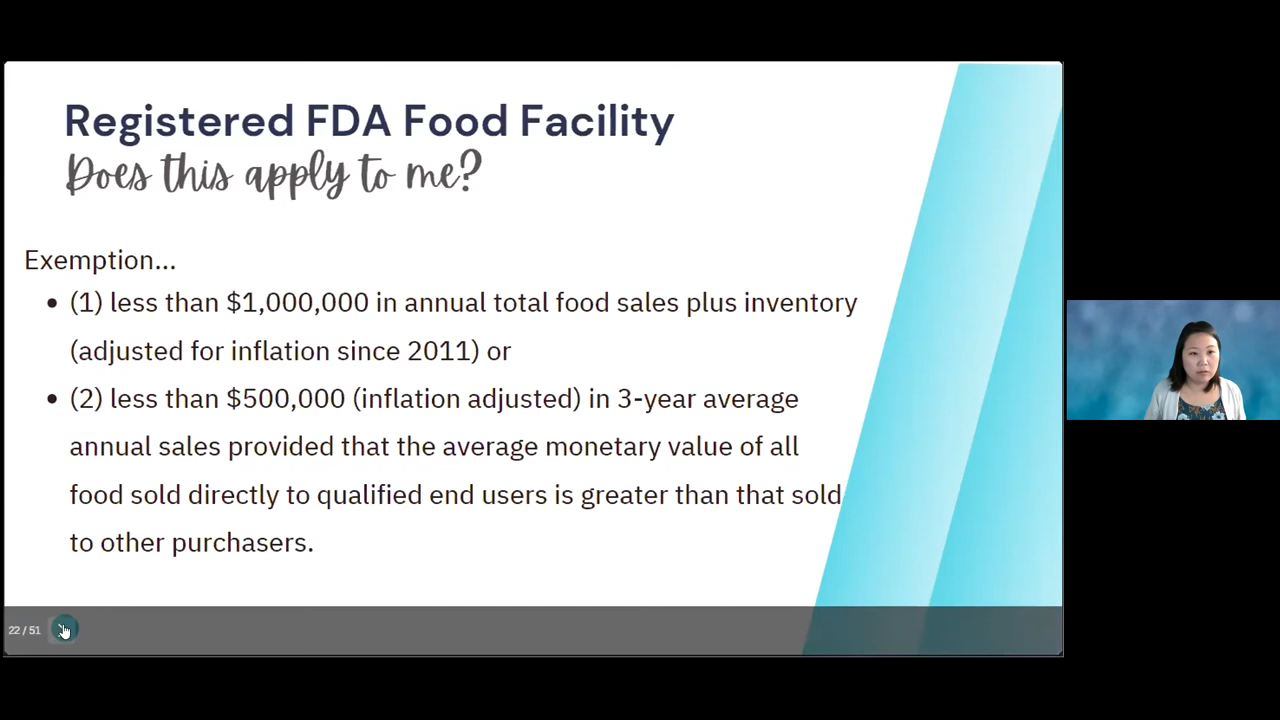 Registered FDA Food Facility
Does this apply to me?
Exemption...
• (1) less than $1,000,000 in annual total food sales plus inventory
(adjusted for inflation since 2011) or
• (2) less than $500,000 (inflation adjusted) in 3-year average
annual sales provided that the average monetary value of all
food sold directly to qualified end users is greater than that sold
to other purchasers.
22 / 51